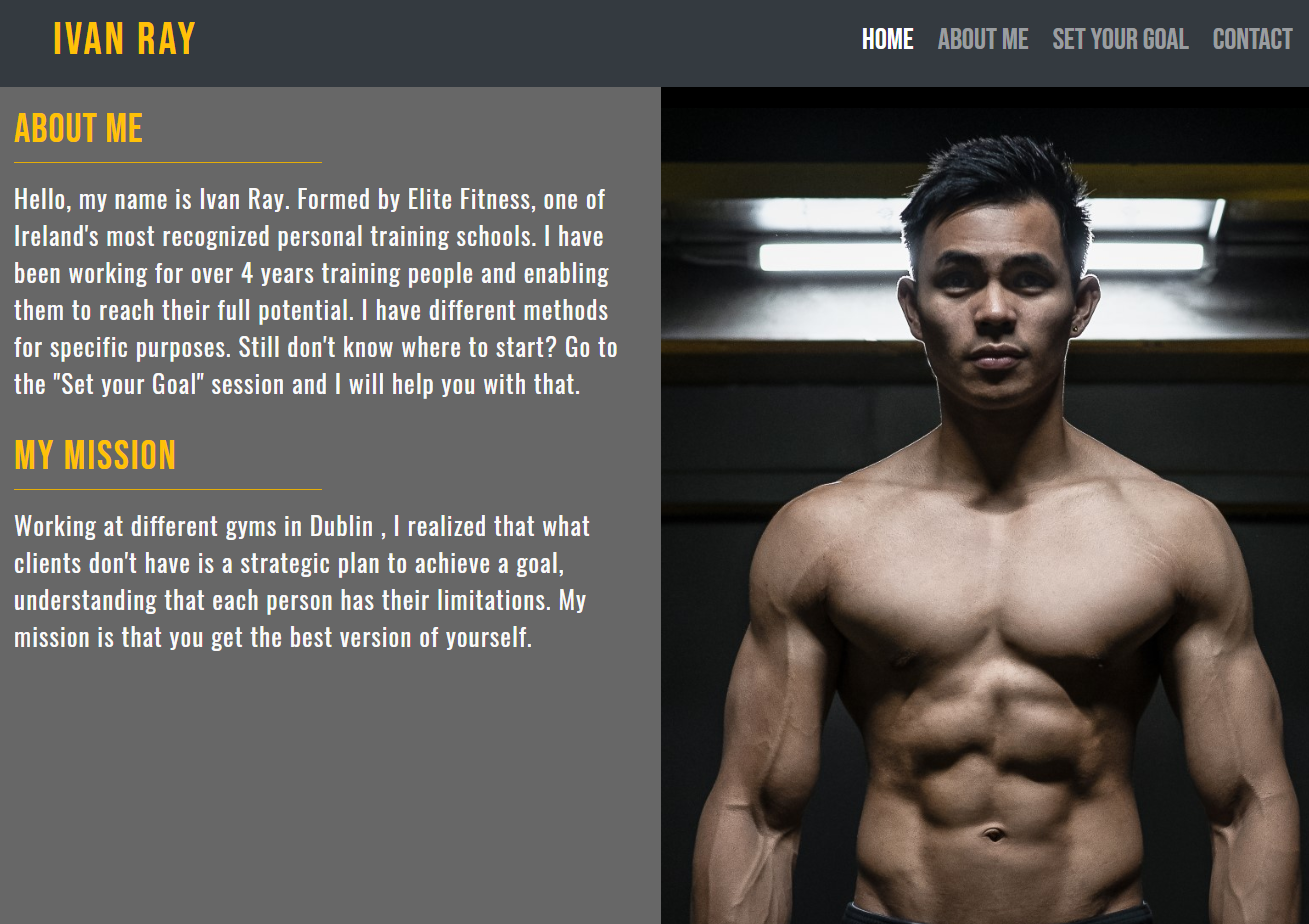 IVAN RAY
HOME ABOUT ME SET YOUR GOAL CONTACT
ABOUT ME
Hello, my name is Ivan Ray. Formed by Elite Fitness, one of
Ireland's most recognized personal training schools. I have
been working for over 4 years training people and enabling
them to reach their full potential. I have different methods
for specific purposes. Still don't know where to start? Go to
the "Set your Goal" session and I will help you with that.
MY MISSION
Working at different gyms in Dublin , I realized that what
clients don't have is a strategic plan to achieve a goal,
understanding that each person has their limitations. My
mission is that you get the best version of yourself.